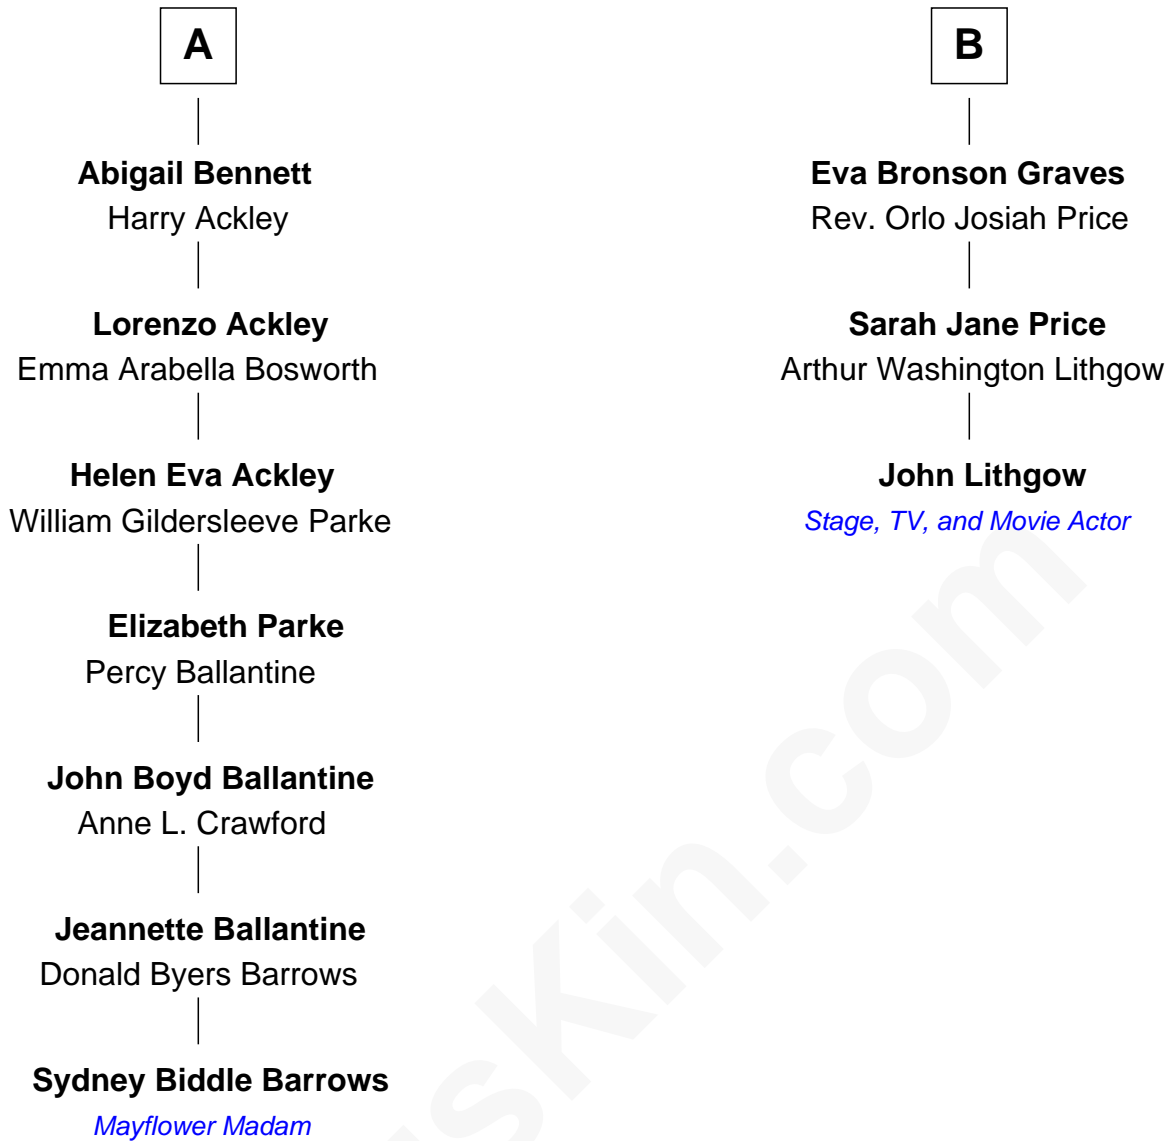 A
Abigail Bennett
Harry Ackley
Lorenzo Ackley
Emma Arabella Bosworth
Helen Eva Ackley
William Gildersleeve Parke
Elizabeth Parke
Percy Ballantine
John Boyd Ballantine
Anne L. Crawford
Jeannette Ballantine
Donald Byers Barrows
Sydney Biddle Barrows
Mayflower Madam
B
Eva Bronson Graves
Rev. Orlo Josiah Price
Sarah Jane Price
Arthur Washington Lithgow
John Lithgow
Stage, TV, and Movie Actor
usKin.com